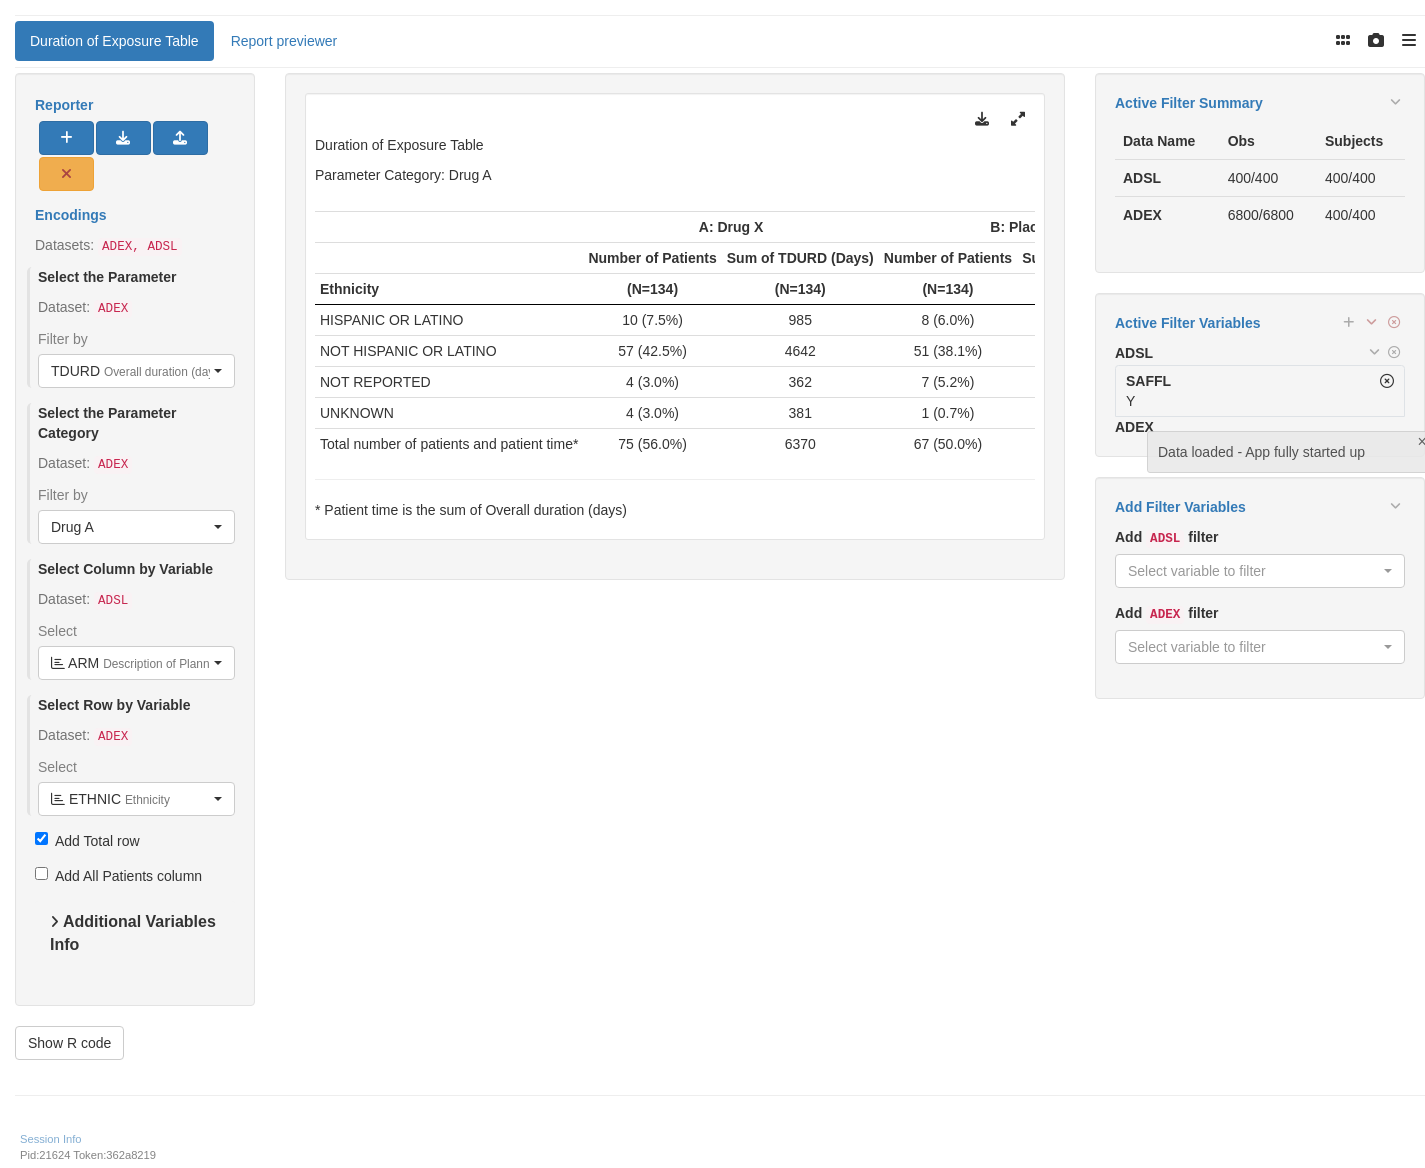 Duration of Exposure Table
Report previewer
Reporter
Encodings
Datasets: ADEX, ADSL
Select the Parameter
Dataset: ADEX
Filter by
TDURD Overall duration (day
Select the Parameter
Category
Dataset: ADEX
Filter by
Drug A
Select Column by Variable
Dataset: ADSL
Select
ARM Description of Plann
Select Row by Variable
Dataset: ADEX
Select
ETHNIC Ethnicity
Add Total row
Add All Patients column
Additional Variables
Info
Show R code
Duration of Exposure Table
Parameter Category: Drug A
A: Drug X B: Plac
Number of Patients Sum of TDURD (Days) Number of Patients Su
Ethnicity (N=134) (N=134) (N=134)
HISPANIC OR LATINO 10 (7.5%) 985 8 (6.0%)
NOT HISPANIC OR LATINO 57 (42.5%) 4642 51 (38.1%)
NOT REPORTED 4 (3.0%) 362 7 (5.2%)
UNKNOWN 4 (3.0%) 381 1 (0.7%)
Total number of patients and patient time* 75 (56.0%) 6370 67 (50.0%)
* Patient time is the sum of Overall duration (days)
Active Filter Summary
Data Name Obs Subjects
ADSL 400/400 400/400
ADEX 6800/6800 400/400
Active Filter Variables
ADSL
SAFFL
Y
ADEX
Data loaded - App fully started up
Add Filter Variables
Add ADSL filter
Select variable to filter
Add ADEX filter
Select variable to filter
Session Info
Pid:21624 Token:362a8219